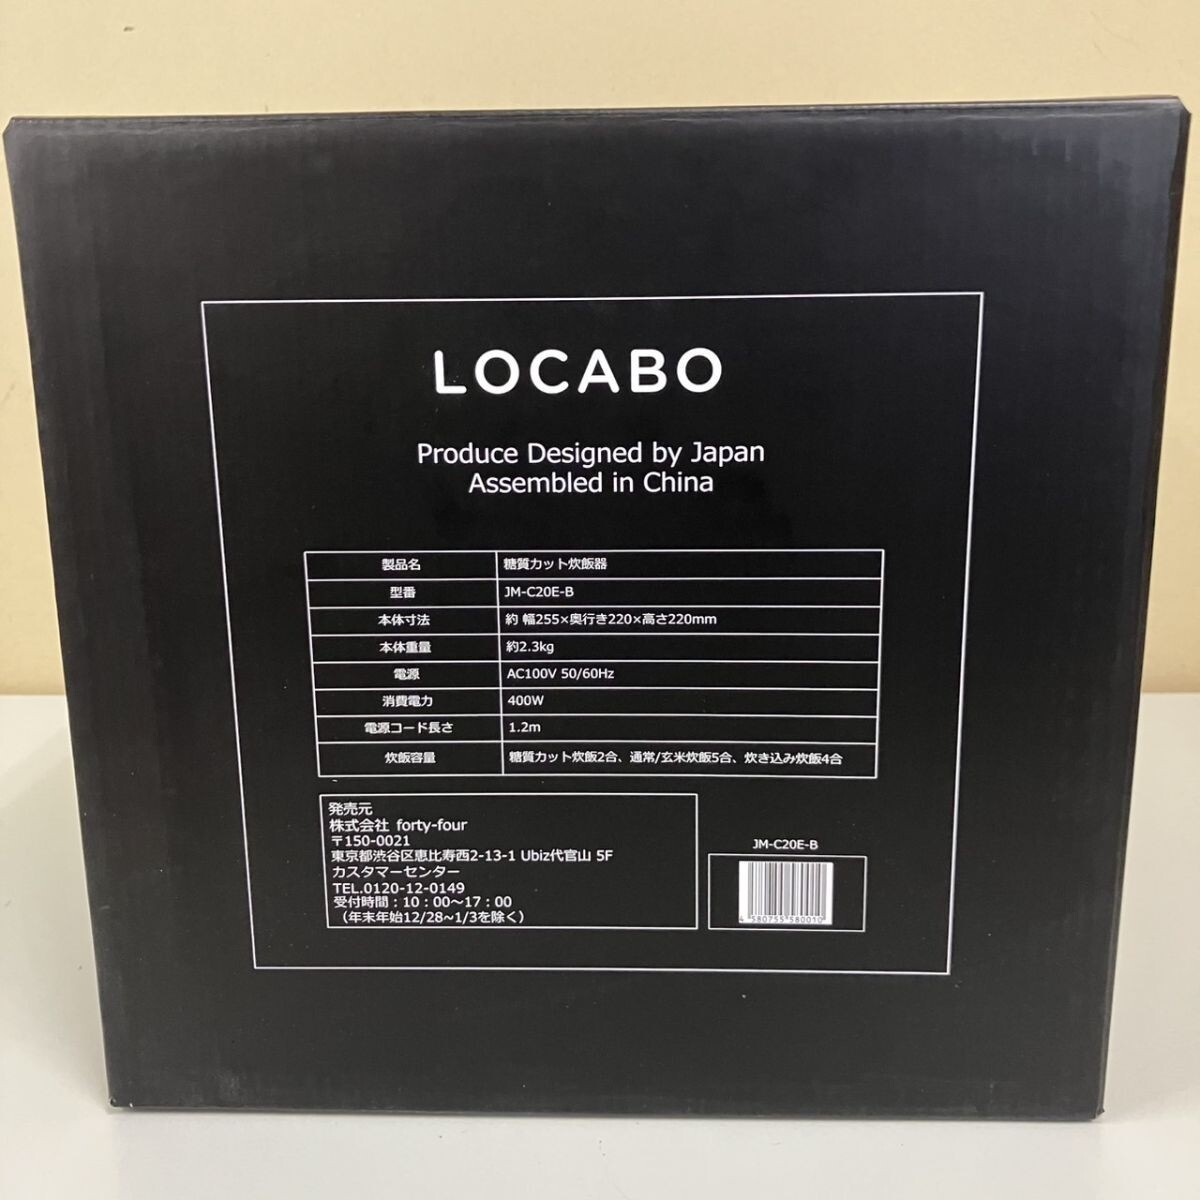 LOCABO
Produce Designed by Japan
Assembled in China
製品名 糖質カット炊飯器
型番 JM-C20E-B
本体寸法 約 幅255×奥行き220×高さ220mm
本体重量 約2.3kg
電源 AC100V 50/60Hz
消費電力 400W
電源コード長さ 1.2m
炊飯容量 糖質カット炊飯2合、通常/玄米炊飯5合、炊き込み炊飯4合
発売元
株式会社 forty-four
〒150-0021
東京都渋谷区恵比寿西2-13-1 Ubiz代官山 5F
カスタマーセンター
TEL.0120-12-0149
受付時間：10：00〜17：00
（年末年始12/28~1/3を除く）
JM-C20E-B
4 580755 580010